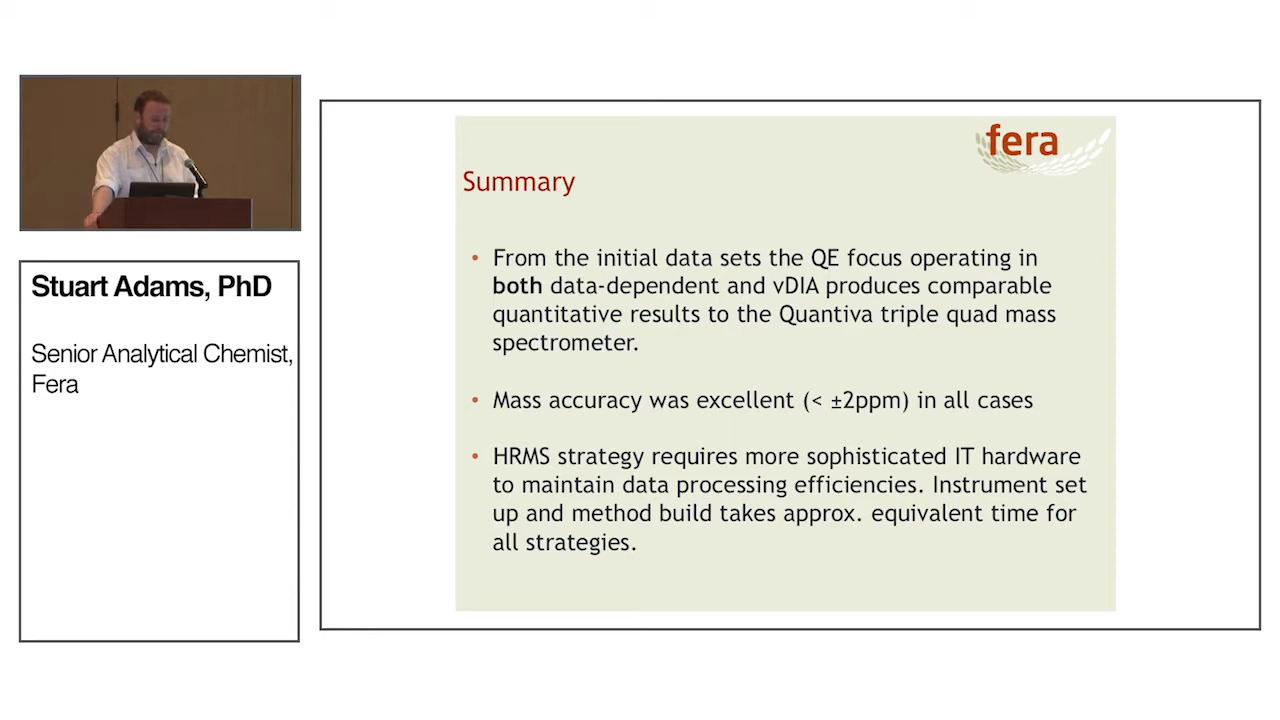 fera
Summary
• From the initial data sets the QE focus operating in
both data-dependent and vDIA produces comparable
quantitative results to the Quantiva triple quad mass
spectrometer.
• Mass accuracy was excellent (< ±2ppm) in all cases
• HRMS strategy requires more sophisticated IT hardware
to maintain data processing efficiencies. Instrument set
up and method build takes approx. equivalent time for
all strategies.
Stuart Adams, PhD
Senior Analytical Chemist,
Fera